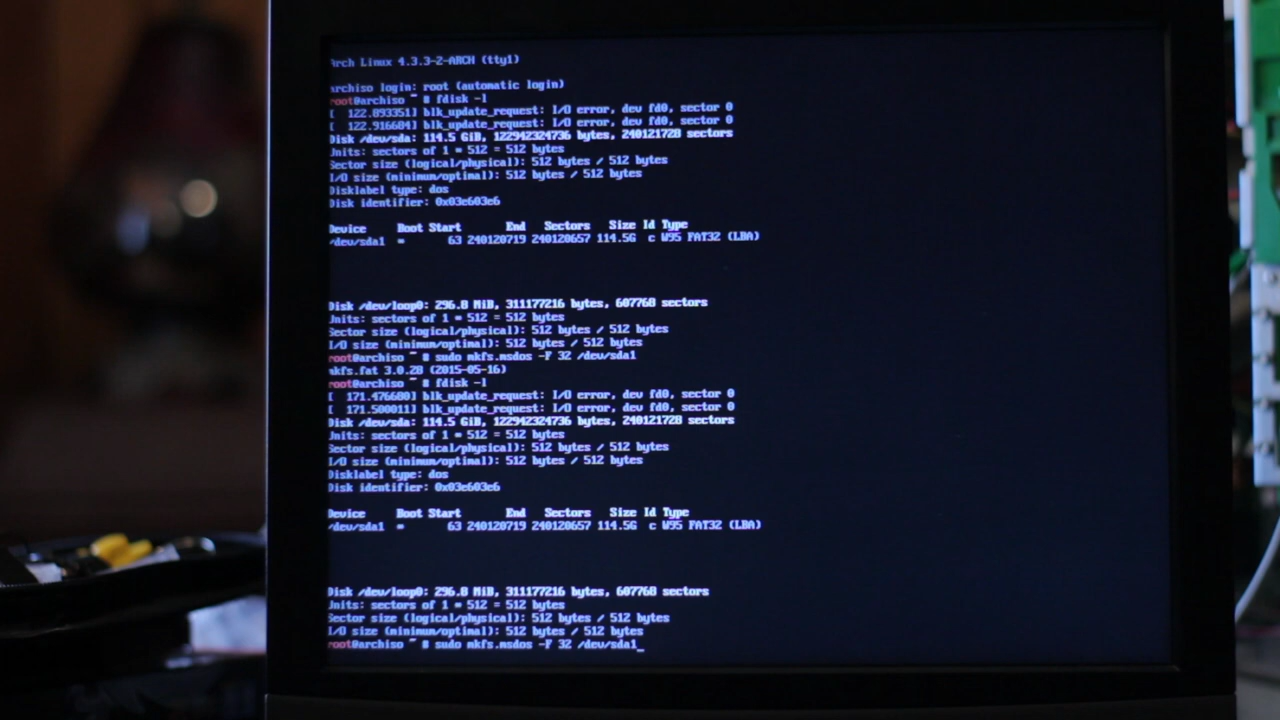 Arch Linux 4.3.3-2-ARCH (tty1)
archiso login: root (automatic login)
root@archiso ~ # fdisk -l
[  122.893351] blk_update_request: I/O error, dev fd0, sector 0
[  122.916684] blk_update_request: I/O error, dev fd0, sector 0
Disk /dev/sda: 114.5 GiB, 122942324736 bytes, 240121728 sectors
Units: sectors of 1 * 512 = 512 bytes
Sector size (logical/physical): 512 bytes / 512 bytes
I/O size (minimum/optimal): 512 bytes / 512 bytes
Disklabel type: dos
Disk identifier: 0x03e603e6
Device     Boot Start       End   Sectors   Size Id Type
/dev/sda1  *       63 240120719 240120657 114.5G  c W95 FAT32 (LBA)
Disk /dev/loop0: 296.8 MiB, 311177216 bytes, 607768 sectors
Units: sectors of 1 * 512 = 512 bytes
Sector size (logical/physical): 512 bytes / 512 bytes
I/O size (minimum/optimal): 512 bytes / 512 bytes
root@archiso ~ # sudo mkfs.msdos -F 32 /dev/sda1
mkfs.fat 3.0.28 (2015-05-16)
root@archiso ~ # fdisk -l
[  171.476680] blk_update_request: I/O error, dev fd0, sector 0
[  171.500011] blk_update_request: I/O error, dev fd0, sector 0
Disk /dev/sda: 114.5 GiB, 122942324736 bytes, 240121728 sectors
Units: sectors of 1 * 512 = 512 bytes
Sector size (logical/physical): 512 bytes / 512 bytes
I/O size (minimum/optimal): 512 bytes / 512 bytes
Disklabel type: dos
Disk identifier: 0x03e603e6
Device     Boot Start       End   Sectors   Size Id Type
/dev/sda1  *       63 240120719 240120657 114.5G  c W95 FAT32 (LBA)
Disk /dev/loop0: 296.8 MiB, 311177216 bytes, 607768 sectors
Units: sectors of 1 * 512 = 512 bytes
Sector size (logical/physical): 512 bytes / 512 bytes
I/O size (minimum/optimal): 512 bytes / 512 bytes
root@archiso ~ # sudo mkfs.msdos -F 32 /dev/sda1_